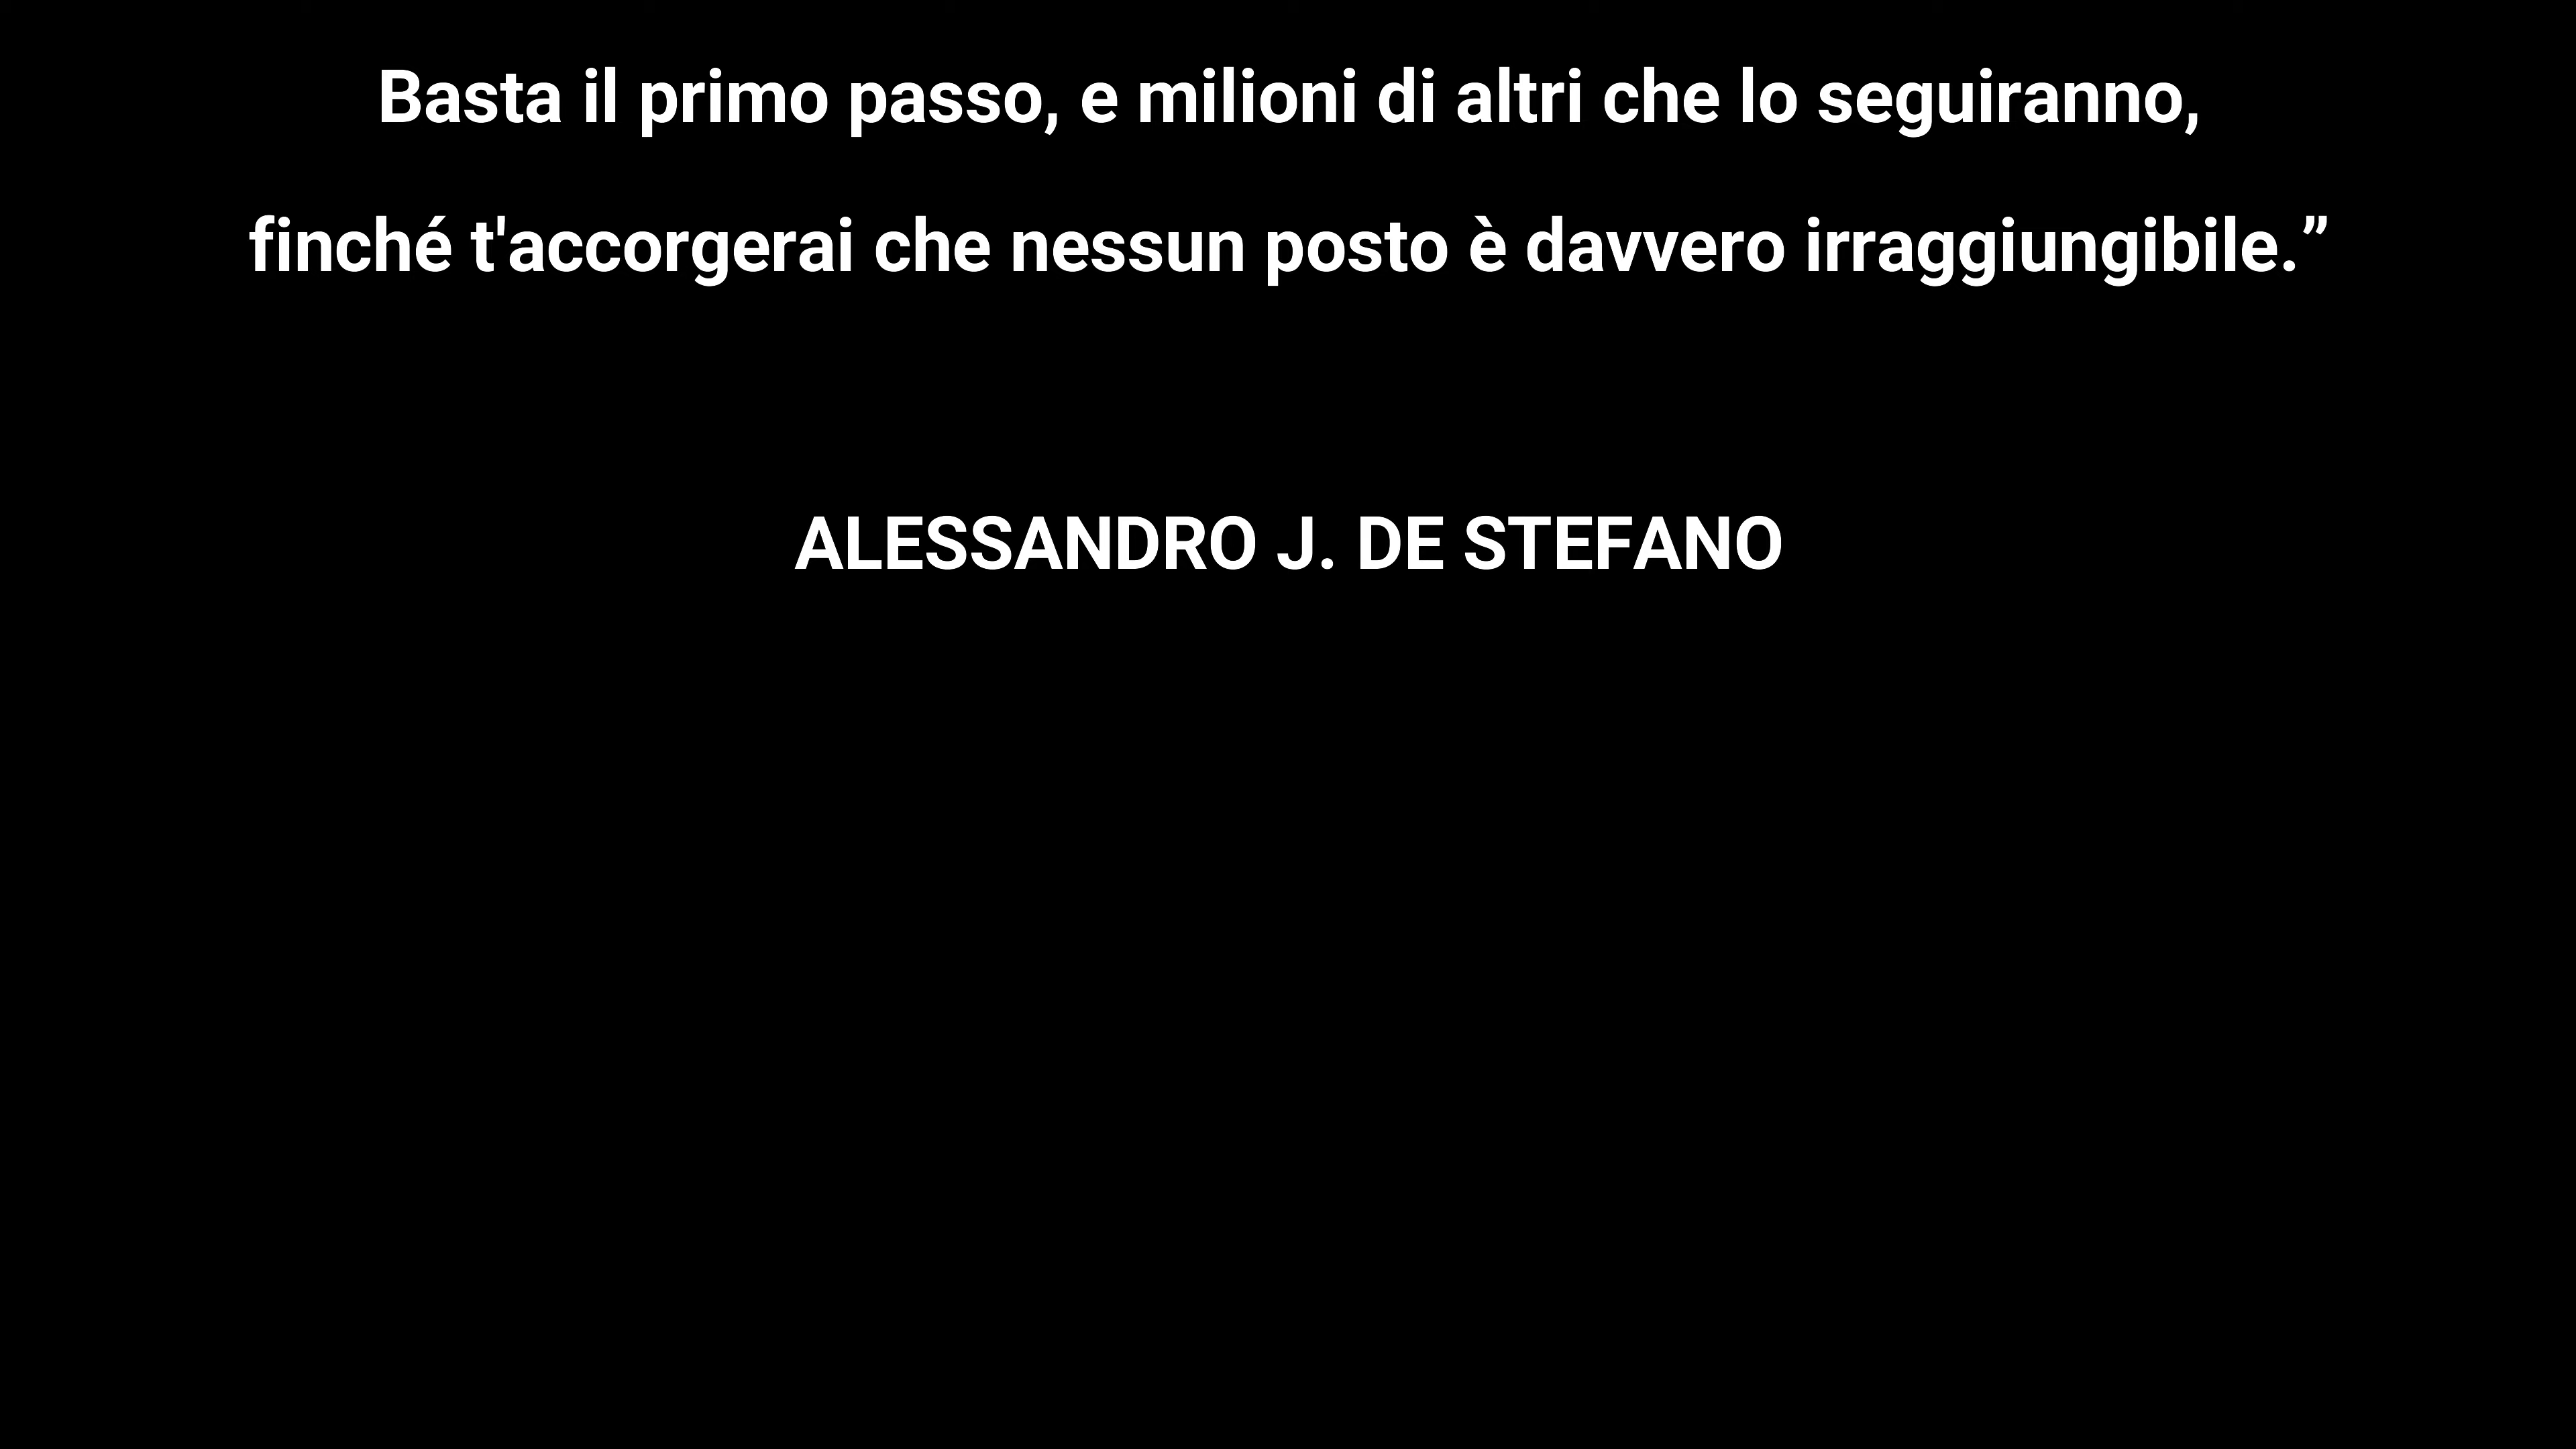 Basta il primo passo, e milioni di altri che lo seguiranno,
finché t'accorgerai che nessun posto è davvero irraggiungibile.”
ALESSANDRO J. DE STEFANO